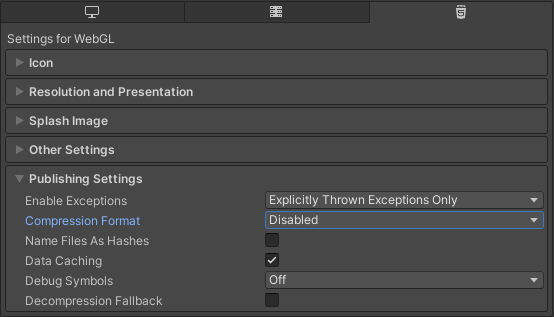 Settings for WebGL
Icon
Resolution and Presentation
Splash Image
Other Settings
Publishing Settings
Enable Exceptions Explicitly Thrown Exceptions Only
Compression Format Disabled
Name Files As Hashes
Data Caching
Debug Symbols Off
Decompression Fallback